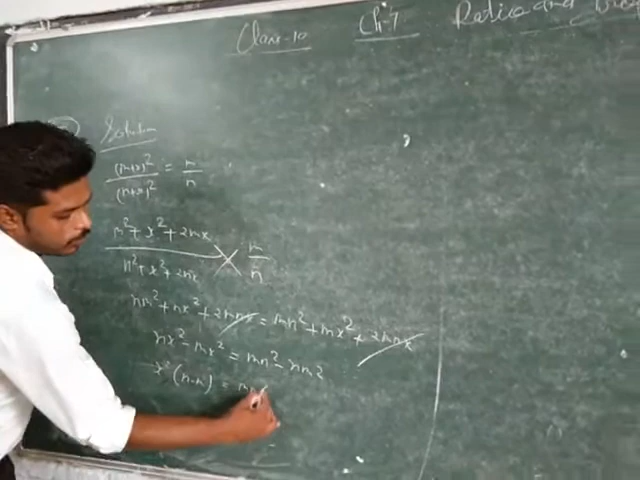 Class-10 Ch-7 Ratio and
Solution
(m+x)² / (n+x)² = m/n
m²+x²+2mx / n²+x²+2nx × m/n
nm²+nx²+2mnx = mn²+mx²+2mnx
nx²-mx² = mn²-nm²
x²(n-m) = mn